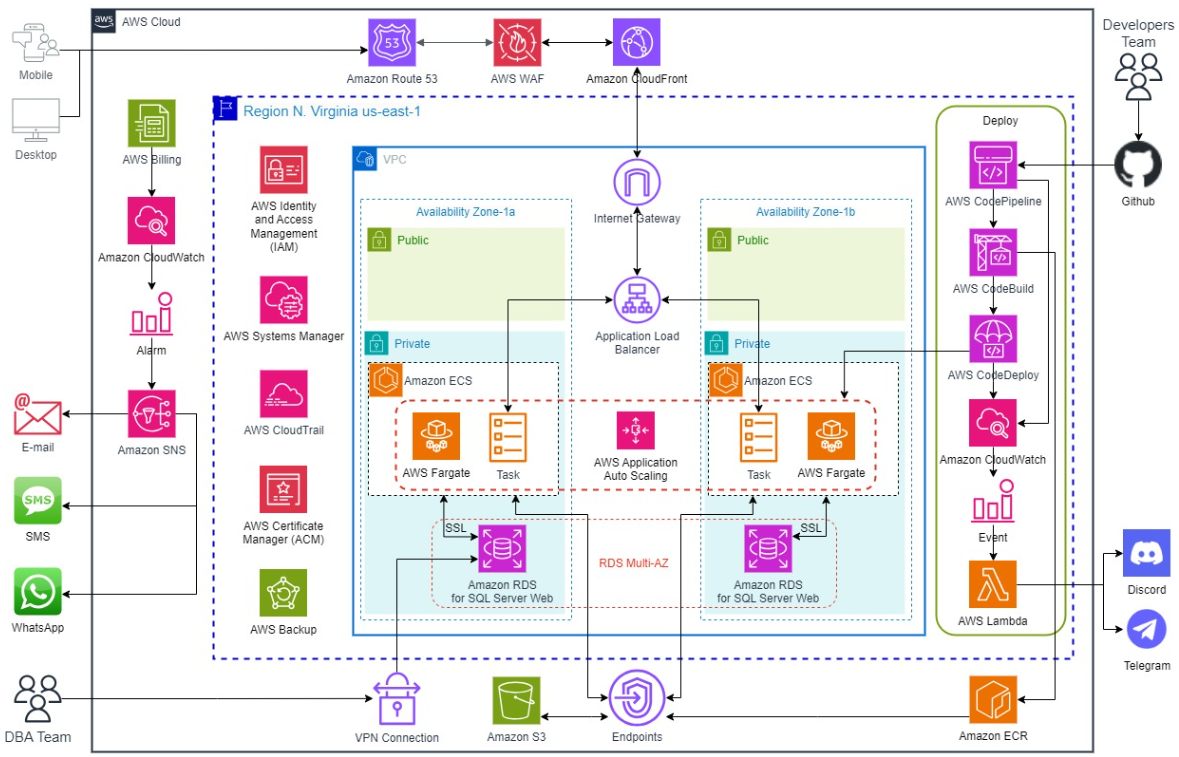 aws
AWS Cloud
Mobile
Desktop
53
Amazon Route 53
AWS WAF
Amazon CloudFront
Developers
Team
Github
Region N. Virginia us-east-1
AWS Billing
Amazon CloudWatch
Alarm
Amazon SNS
@
E-mail
SMS
SMS
WhatsApp
DBA Team
AWS Identity
and Access
Management
(IAM)
AWS Systems Manager
AWS CloudTrail
AWS Certificate
Manager (ACM)
AWS Backup
VPC
Internet Gateway
Availability Zone-1a
Public
Private
Amazon ECS
AWS Fargate
Task
Application Load
Balancer
AWS Application
Auto Scaling
Availability Zone-1b
Public
Private
Amazon ECS
Task
AWS Fargate
SSL
Amazon RDS
for SQL Server Web
RDS Multi-AZ
SSL
Amazon RDS
for SQL Server Web
Deploy
AWS CodePipeline
AWS CodeBuild
AWS CodeDeploy
Amazon CloudWatch
Event
AWS Lambda
Discord
Telegram
VPN Connection
Amazon S3
Endpoints
Amazon ECR